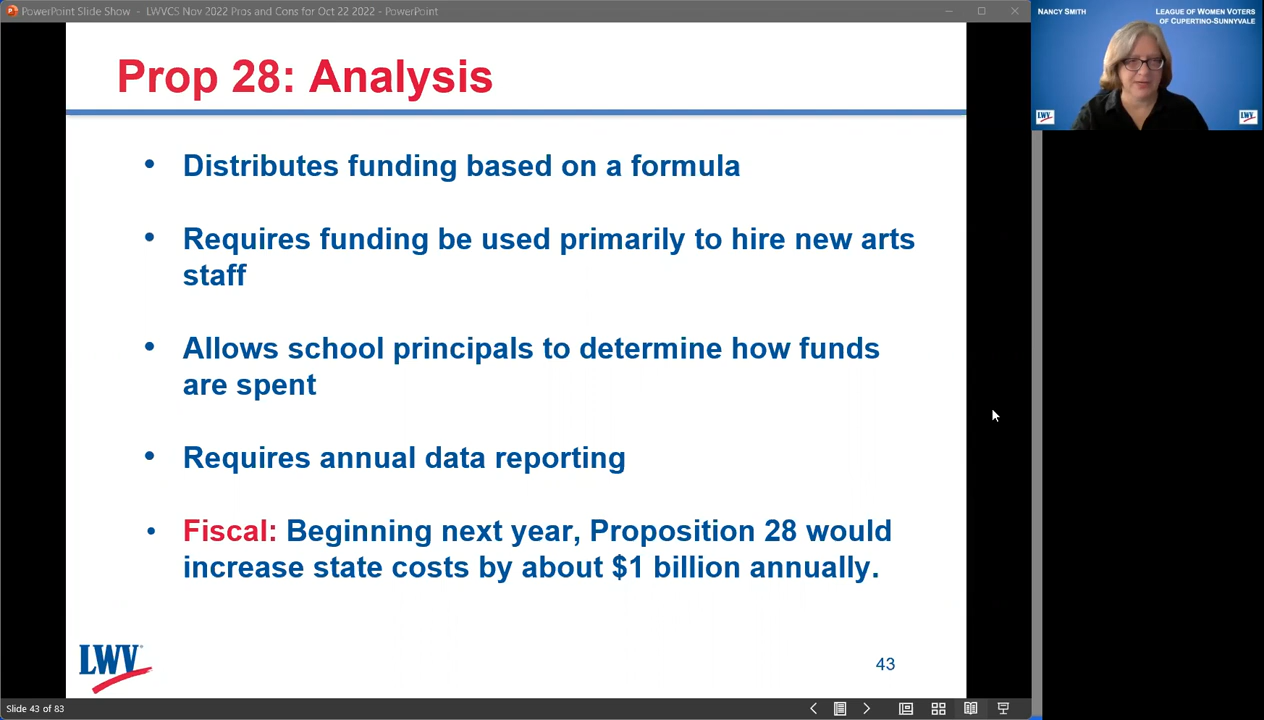 PowerPoint Slide Show - LWVCS Nov 2022 Pros and Cons for Oct 22 2022 - PowerPoint
NANCY SMITH
LEAGUE OF WOMEN VOTERS
OF CUPERTINO-SUNNYVALE
LWV
LWV
Prop 28: Analysis
• Distributes funding based on a formula
• Requires funding be used primarily to hire new arts
staff
• Allows school principals to determine how funds
are spent
• Requires annual data reporting
• Fiscal: Beginning next year, Proposition 28 would
increase state costs by about $1 billion annually.
LWV
43
Slide 43 of 83